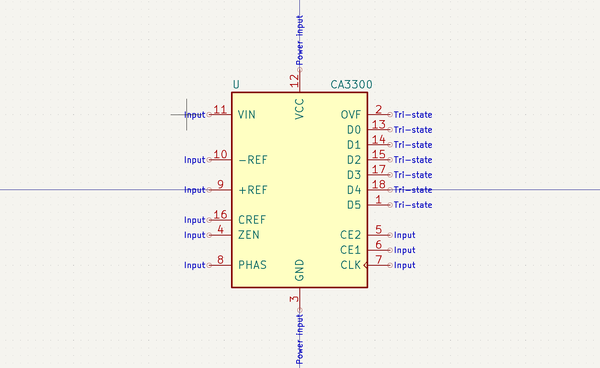 Power input
12
U CA3300
VCC
Input 11 VIN OVF 2 Tri-state
D0 13 Tri-state
D1 14 Tri-state
Input 10 -REF D2 15 Tri-state
D3 17 Tri-state
Input 9 +REF D4 18 Tri-state
D5 1 Tri-state
Input 16 CREF
Input 4 ZEN CE2 5 Input
CE1 6 Input
Input 8 PHAS CLK 7 Input
GND
3
Power input